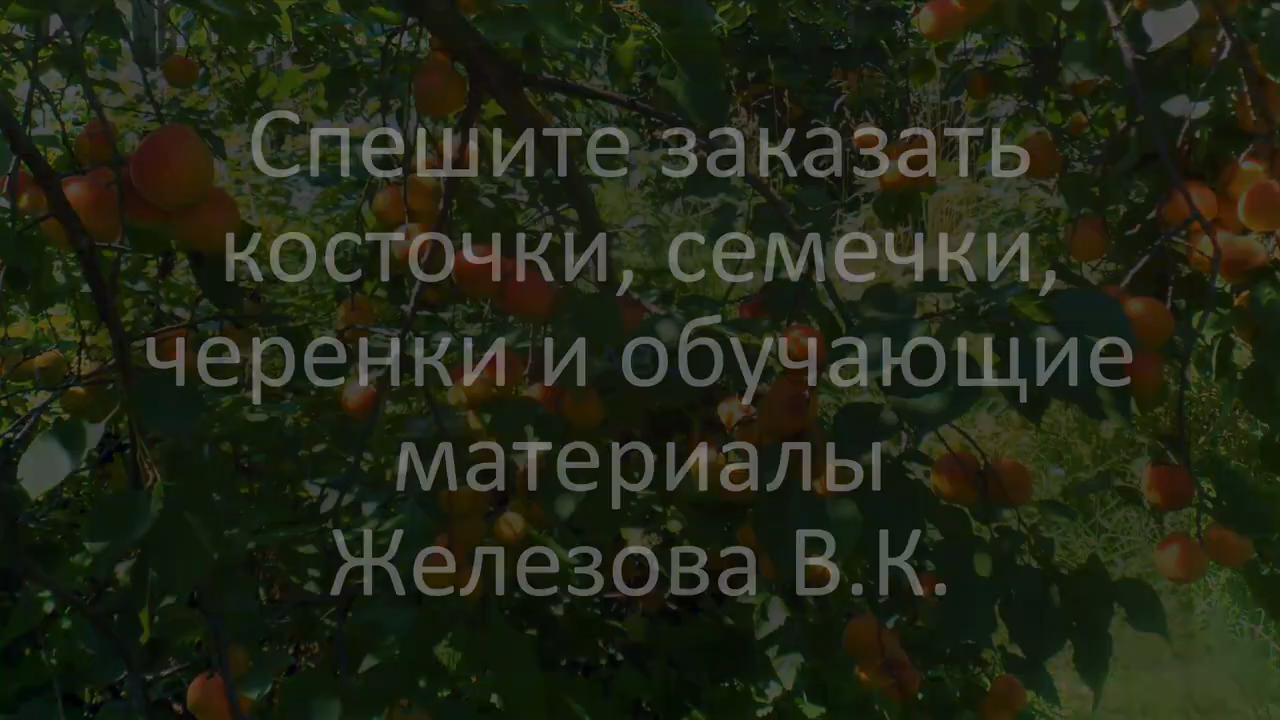 Спешите заказать
косточки, семечки,
черенки и обучающие
материалы
Железова В.К.